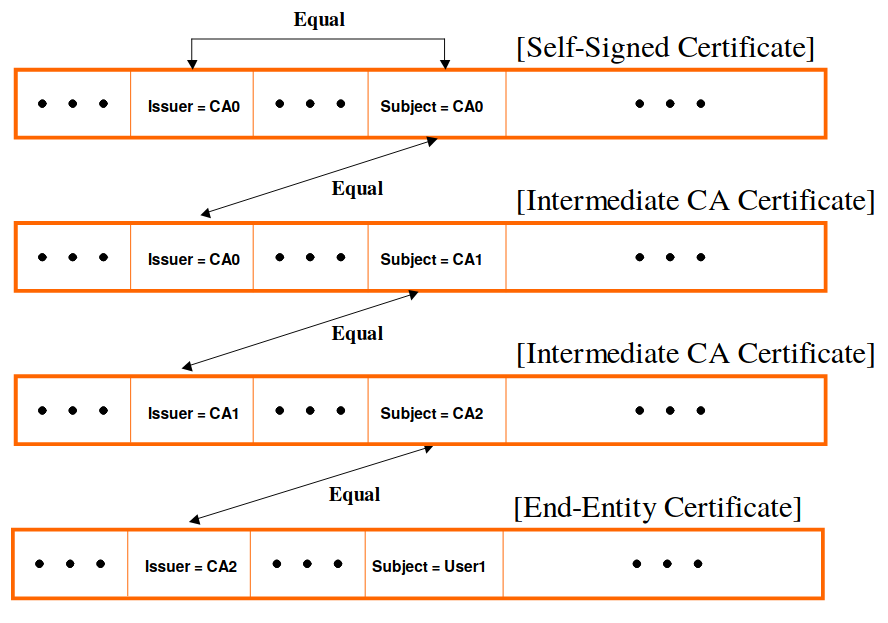 Equal
[Self-Signed Certificate]
Issuer = CA0
Subject = CA0
Equal
[Intermediate CA Certificate]
Issuer = CA0
Subject = CA1
Equal
[Intermediate CA Certificate]
Issuer = CA1
Subject = CA2
Equal
[End-Entity Certificate]
Issuer = CA2
Subject = User1